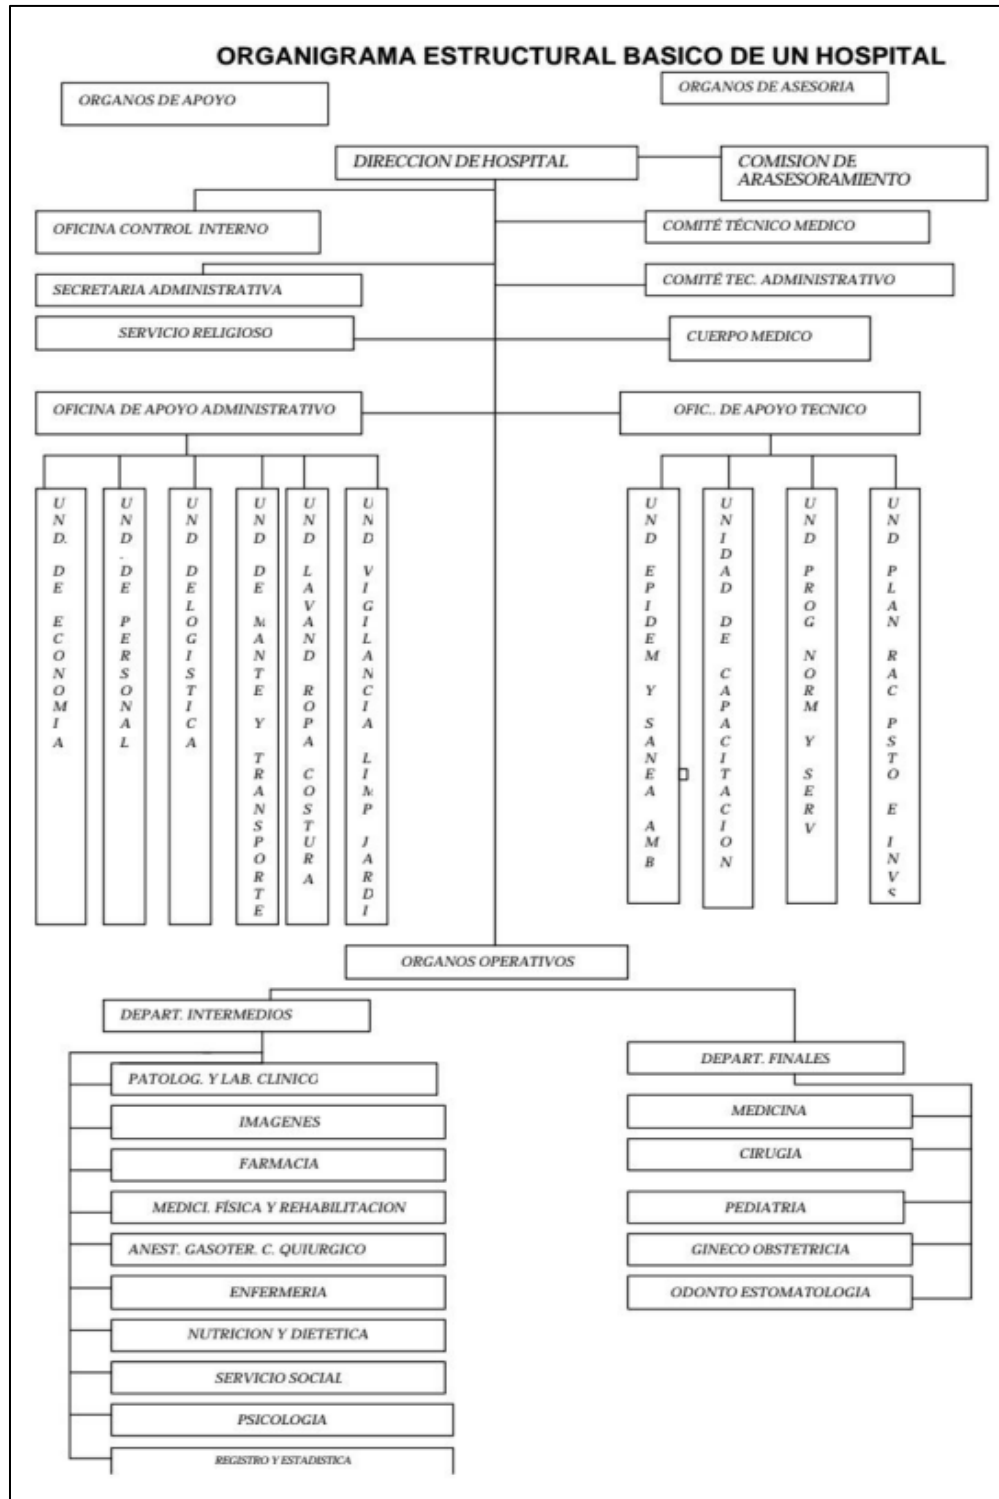 ORGANIGRAMA ESTRUCTURAL BASICO DE UN HOSPITAL
ORGANOS DE APOYO
ORGANOS DE ASESORIA
DIRECCION DE HOSPITAL
COMISION DE
ARASESORAMIENTO
OFICINA CONTROL INTERNO
COMITÉ TÉCNICO MEDICO
SECRETARIA ADMINISTRATIVA
COMITÉ TEC. ADMINISTRATIVO
SERVICIO RELIGIOSO
CUERPO MEDICO
OFICINA DE APOYO ADMINISTRATIVO
OFIC.. DE APOYO TECNICO
UND. DE ECONOMIA
UND.DE PERSONAL
UND DELOGISTICA
UND DE MANTE Y TRANSPORTE
UND LAVAND ROPA COSTURA
UND VIGILANCIA LIMP JARDI
UND EPIDEM Y SANEA AMB
UNIDAD DE CAPACITACION
UND PROG NORM Y SERV
UND PLAN RAC PSTO E INVS
ORGANOS OPERATIVOS
DEPART. INTERMEDIOS
DEPART. FINALES
PATOLOG. Y LAB. CLINICO
IMAGENES
FARMACIA
MEDICI. FÍSICA Y REHABILITACION
ANEST. GASOTER. C. QUIURGICO
ENFERMERIA
NUTRICION Y DIETETICA
SERVICIO SOCIAL
PSICOLOGIA
REGISTRO Y ESTADISTICA
MEDICINA
CIRUGIA
PEDIATRIA
GINECO OBSTETRICIA
ODONTO ESTOMATOLOGIA